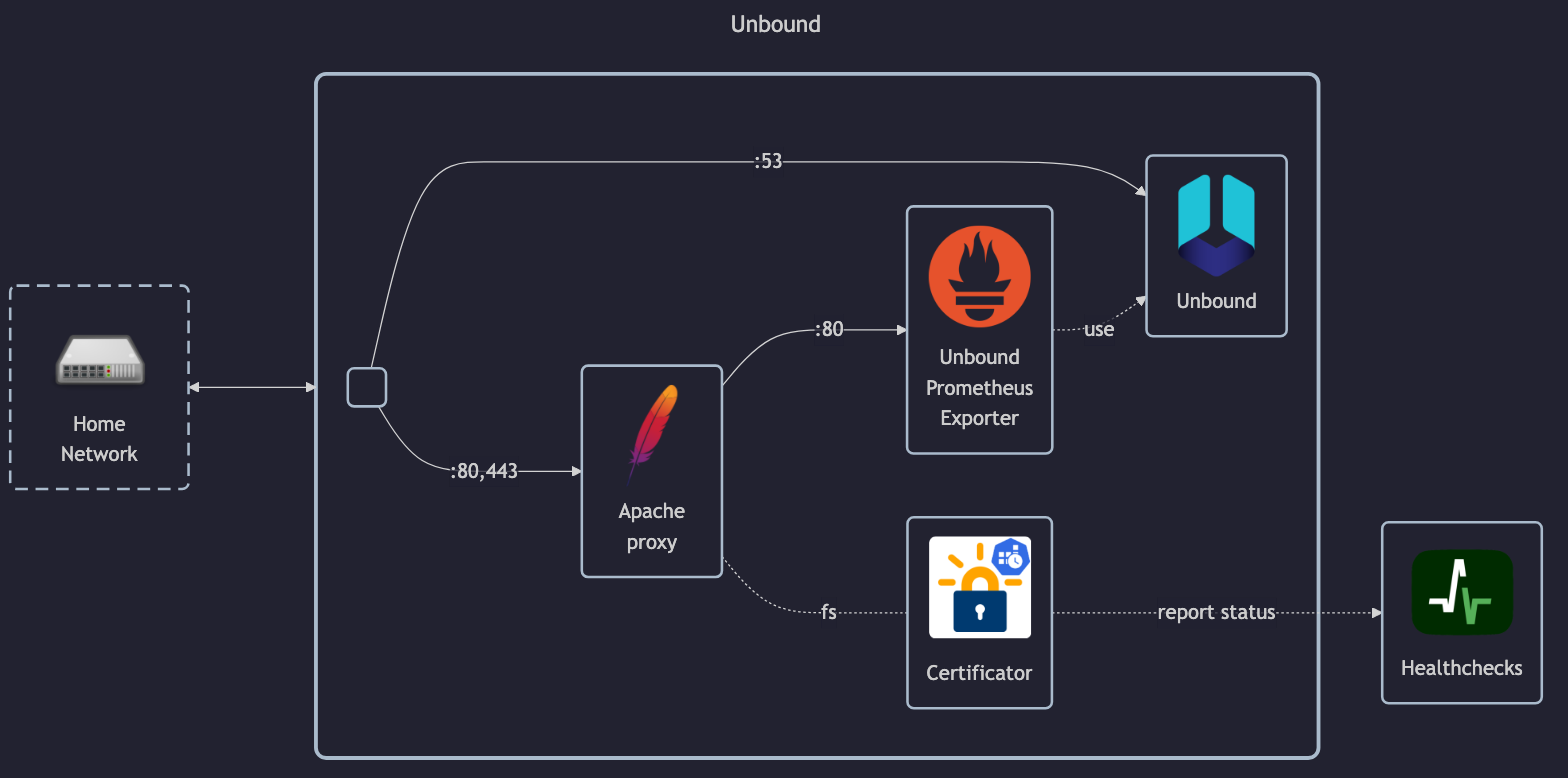 Unbound
:53
Unbound
:80
use
Unbound
Prometheus
Exporter
Home
Network
:80,443
Apache
proxy
fs
Certificator
report status
Healthchecks